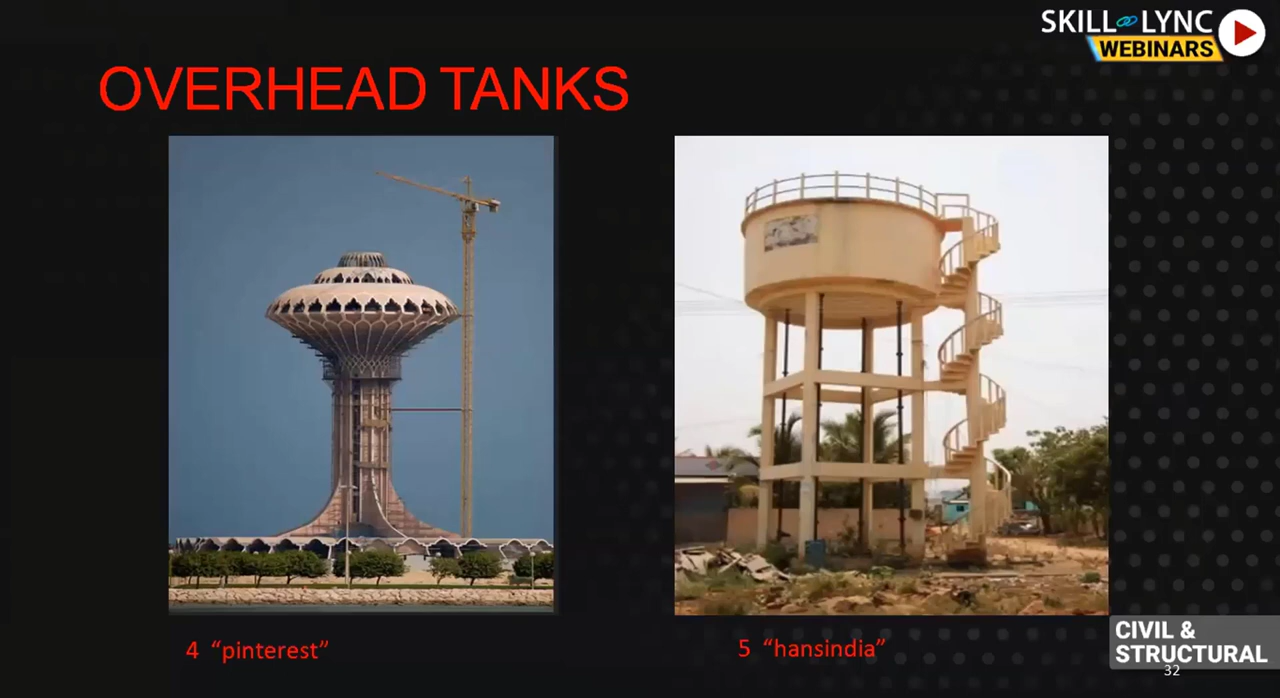 SKILL LYNC
WEBINARS
OVERHEAD TANKS
4 “pinterest”
5 “hansindia”
CIVIL &
STRUCTURAL
32